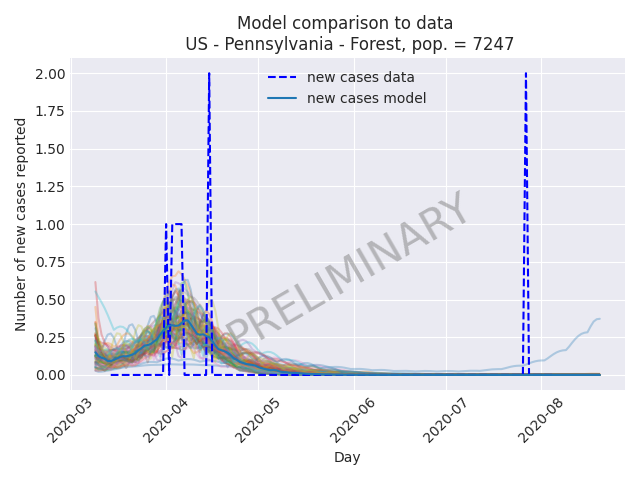 Model comparison to data
US - Pennsylvania - Forest, pop. = 7247
new cases data
new cases model
Number of new cases reported
2.00
1.75
1.50
1.25
1.00
0.75
0.50
0.25
0.00
PRELIMINARY
2020-03
2020-04
2020-05
2020-06
2020-07
2020-08
Day